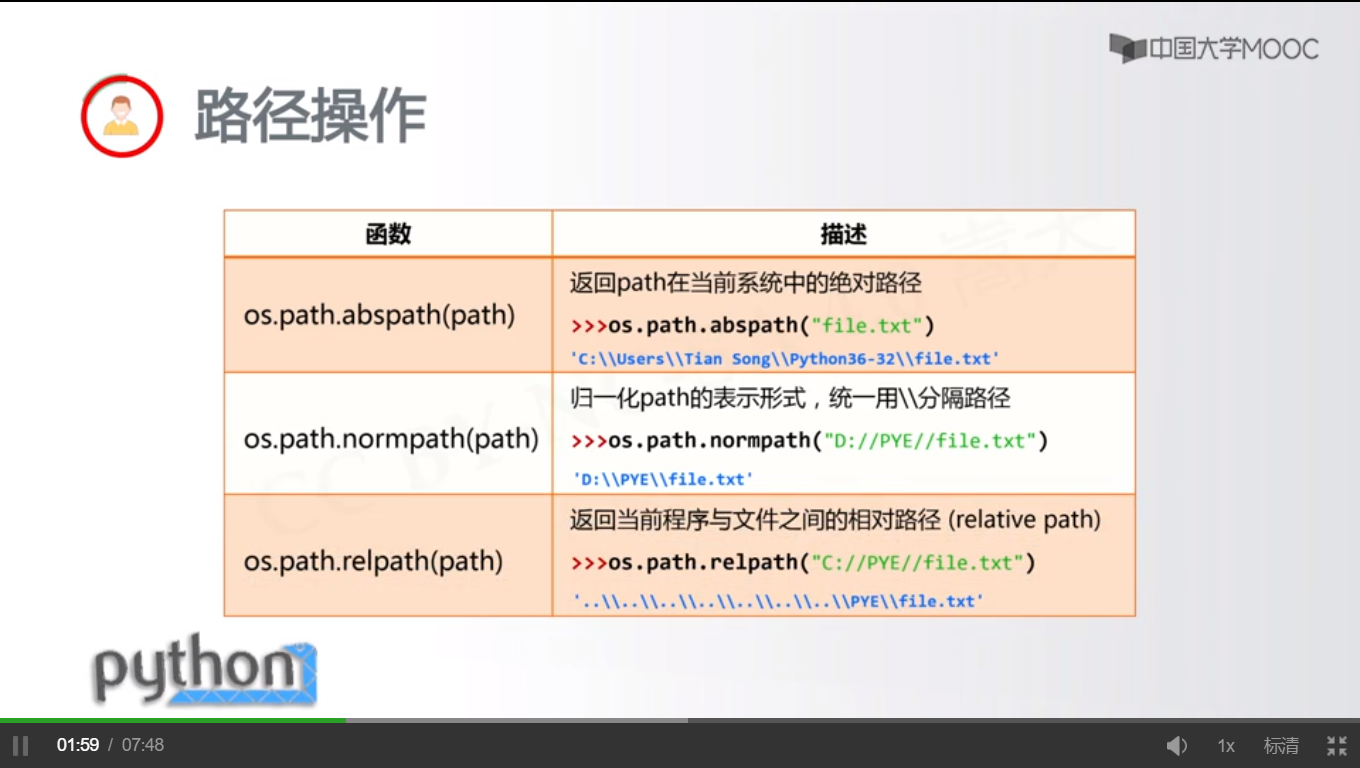 中国大学MOOC
路径操作
函数
描述
os.path.abspath(path)
返回path在当前系统中的绝对路径
>>>os.path.abspath("file.txt")
'C:\\Users\\Tian Song\\Python36-32\\file.txt'
os.path.normpath(path)
归一化path的表示形式，统一用\\分隔路径
>>>os.path.normpath("D://PYE//file.txt")
'D:\\PYE\\file.txt'
os.path.relpath(path)
返回当前程序与文件之间的相对路径 (relative path)
>>>os.path.relpath("C://PYE//file.txt")
'..\\..\\..\\..\\..\\..\\..\\PYE\\file.txt'
python
01:59 / 07:48
1x
标清